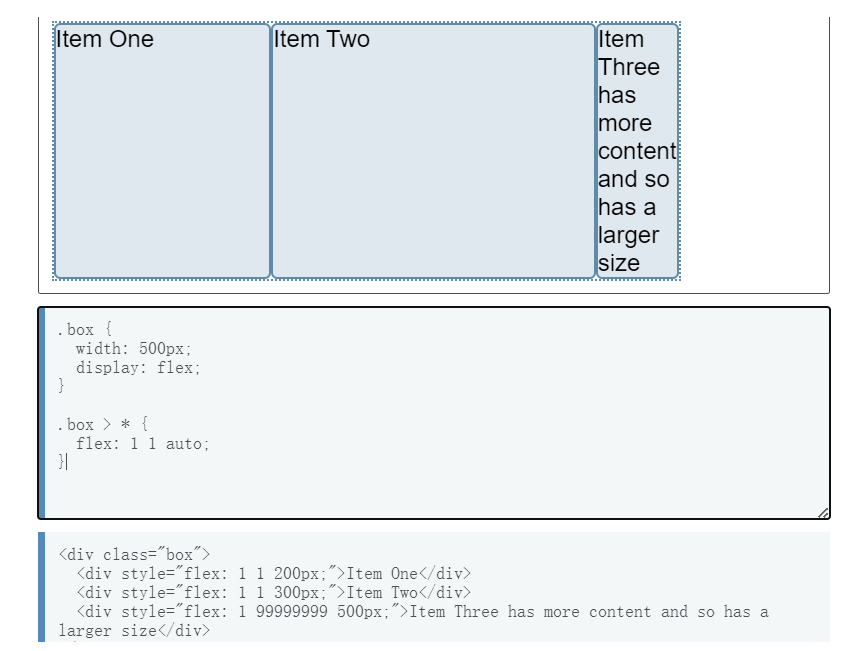 Item One
Item Two
Item
Three
has
more
content
and so
has a
larger
size
.box {
  width: 500px;
  display: flex;
}
.box > * {
  flex: 1 1 auto;
}
<div class="box">
  <div style="flex: 1 1 200px;">Item One</div>
  <div style="flex: 1 1 300px;">Item Two</div>
  <div style="flex: 1 99999999 500px;">Item Three has more content and so has a
larger size</div>